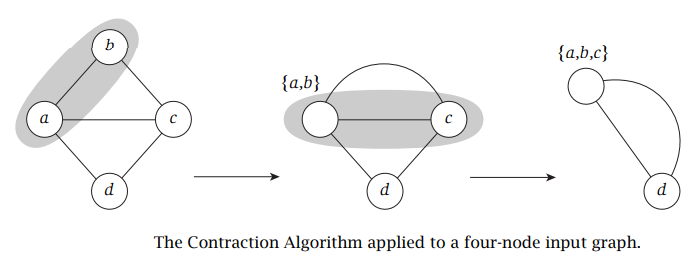 b
a
c
d
{a,b}
c
d
{a,b,c}
d
The Contraction Algorithm applied to a four-node input graph.